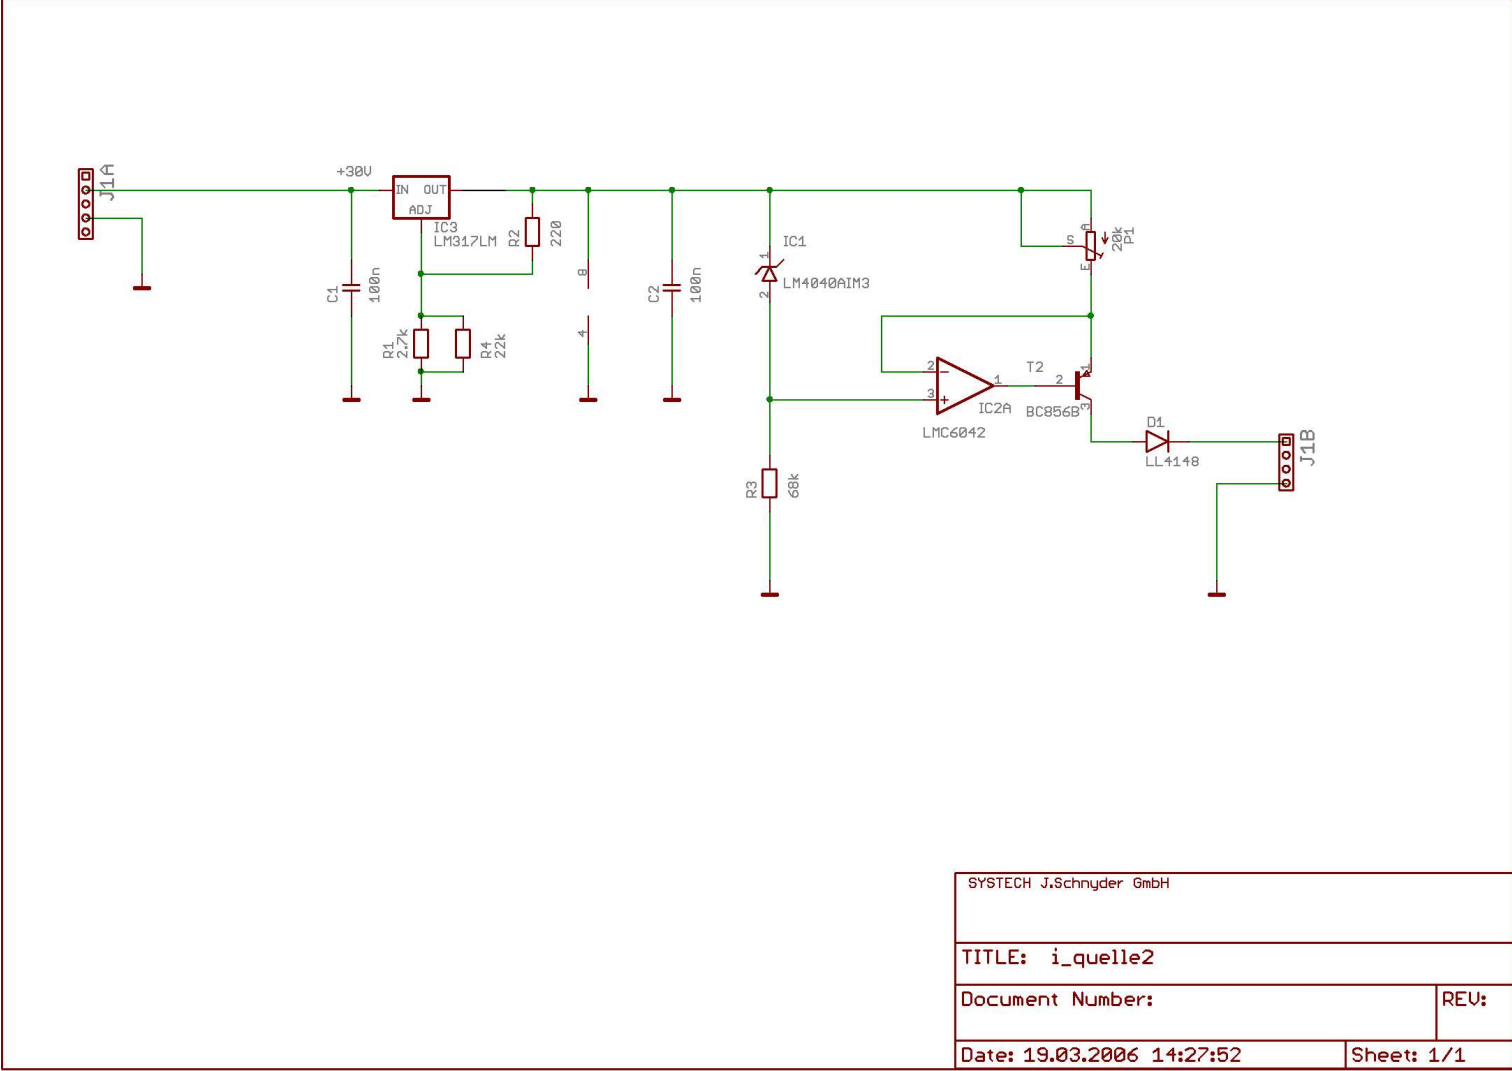 J1A
+30V
IN OUT
ADJ
IC3
LM317LM
R2
220
C1
100n
R1
2.7k
R4
22k
8
4
C2
100n
IC1
1
LM4040AIM3
2
A
S
E
20k
P1
2
3
1
IC2A
LMC6042
T2
2
1
3
BC856B
D1
LL4148
J1B
R3
68k
SYSTECH J.Schnyder GmbH
TITLE: i_quelle2
Document Number:
REV:
Date: 19.03.2006 14:27:52
Sheet: 1/1